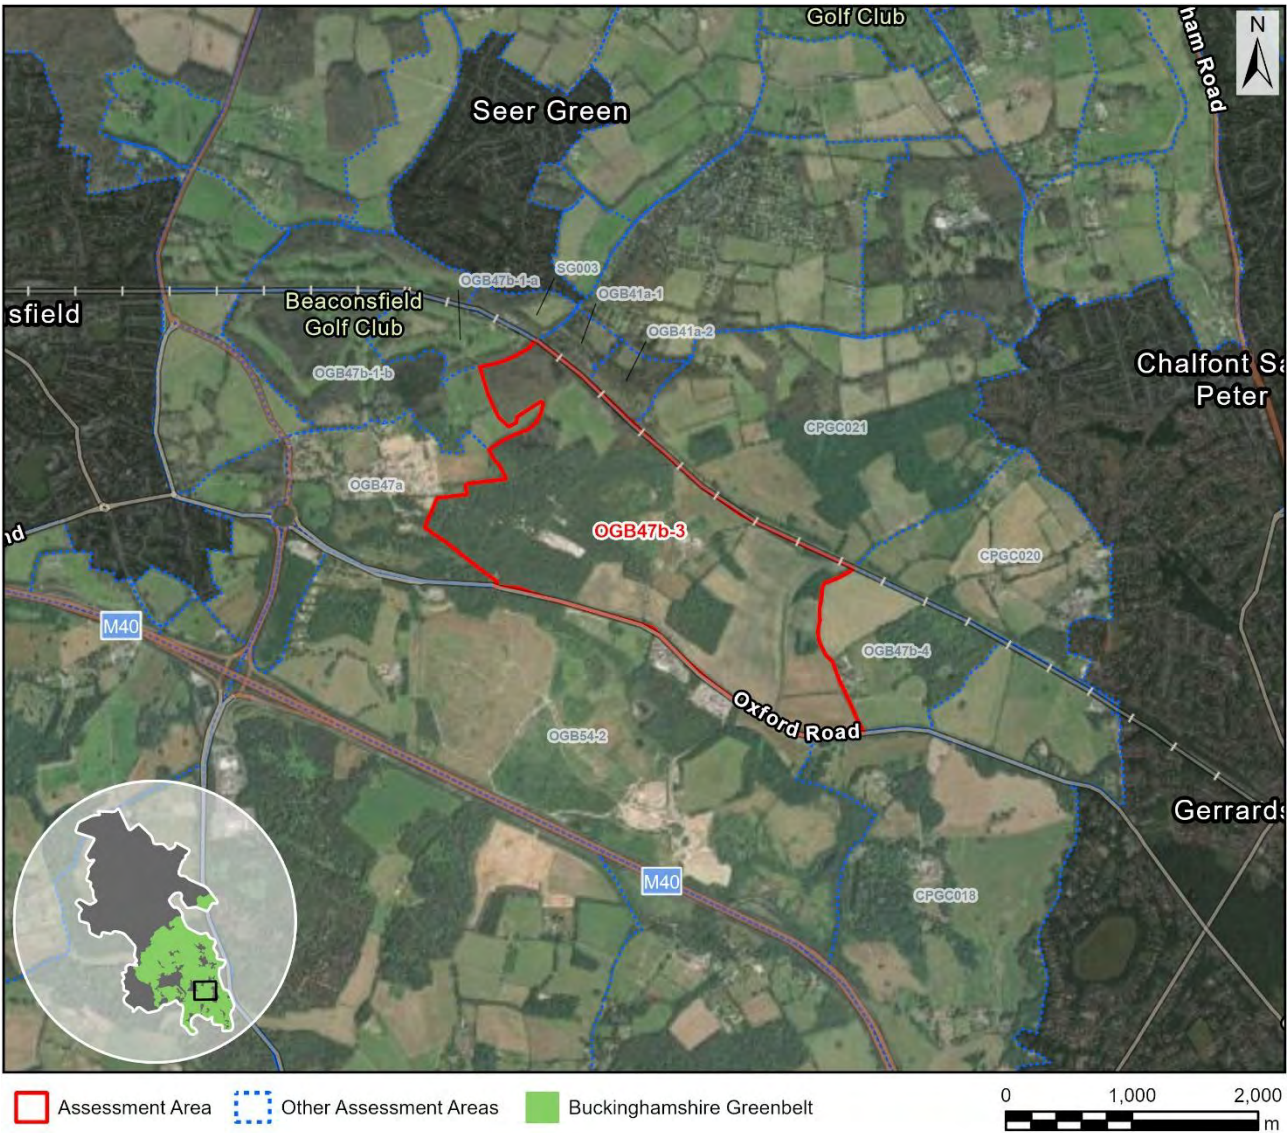 Golf Club
ham Road
N
Seer Green
SG003
OGB47b-1-a
OGB41a-1
Beaconsfield
Golf Club
sfield
OGB41a-2
OGB47b-1-b
Chalfont Sa
Peter
CPGC021
OGB47a
nd
OGB47b-3
CPGC020
M40
OGB47b-4
Oxford Road
OGB54-2
Gerrards
M40
CPGC018
Assessment Area
Other Assessment Areas
Buckinghamshire Greenbelt
0 1,000 2,000
m